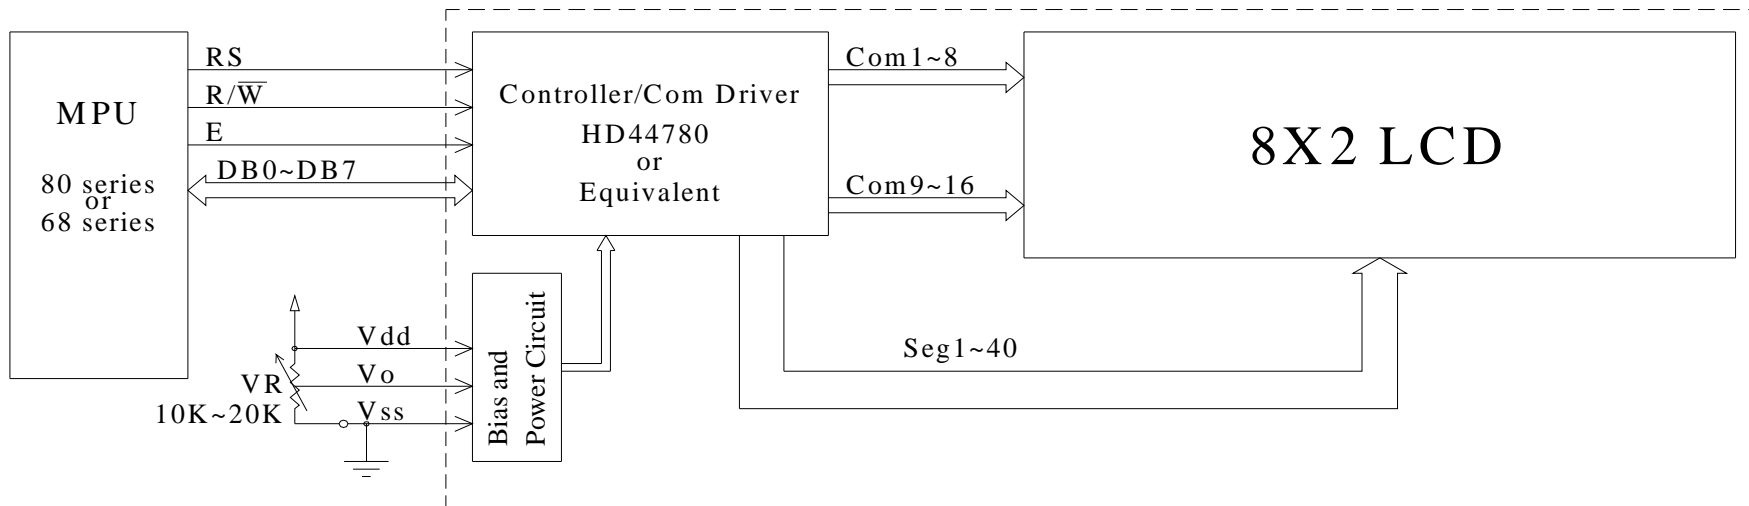 MPU
80 series
or
68 series
RS
R/W̅
E
DB0~DB7
Controller/Com Driver
HD44780
or
Equivalent
Com1~8
Com9~16
8X2 LCD
Vdd
Vo
Vss
VR
10K~20K
Bias and
Power Circuit
Seg1~40